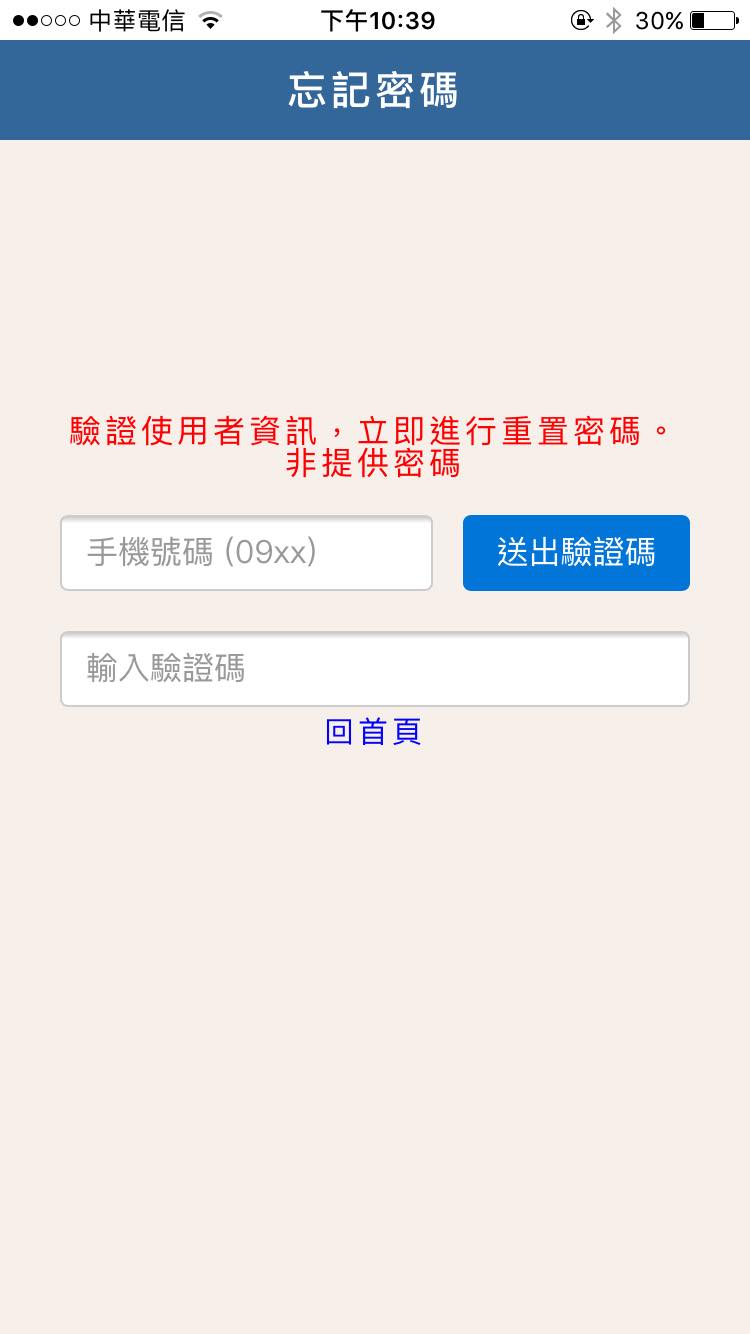 中華電信 下午10:39 30%
忘記密碼
驗證使用者資訊，立即進行重置密碼。
非提供密碼
手機號碼 (09xx) 送出驗證碼
輸入驗證碼
回首頁